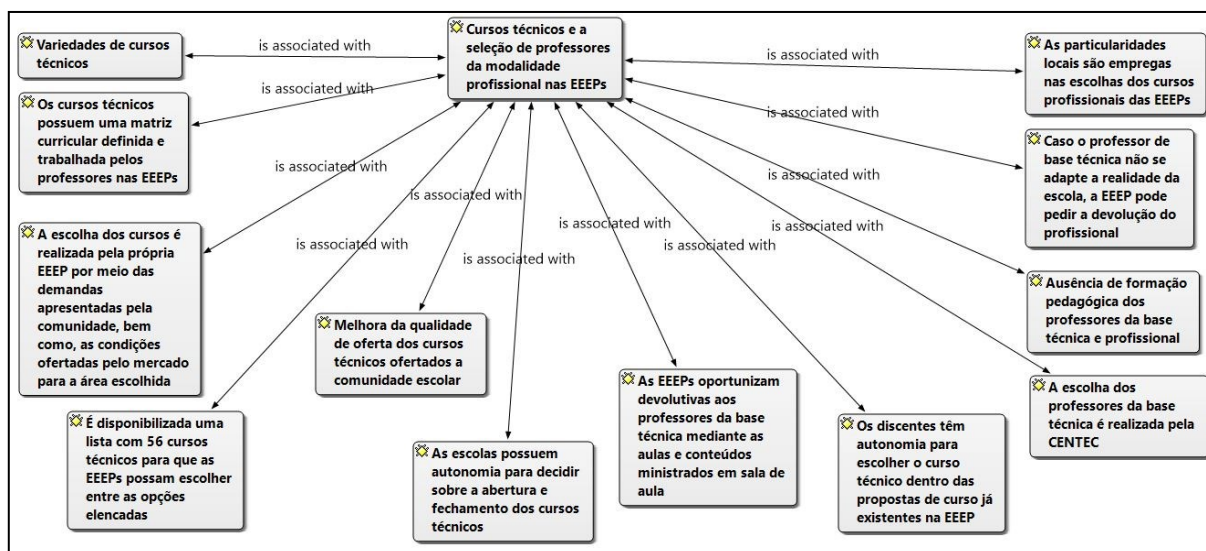 Cursos técnicos e a
seleção de professores
da modalidade
profissional nas EEEPs
Variedades de cursos
técnicos
is associated with
Os cursos técnicos
possuem uma matriz
curricular definida e
trabalhada pelos
professores nas EEEPs
is associated with
A escolha dos cursos é
realizada pela própria
EEEP por meio das
demandas
apresentadas pela
comunidade, bem
como, as condições
ofertadas pelo mercado
para a área escolhida
is associated with
É disponibilizada uma
lista com 56 cursos
técnicos para que as
EEEPs possam escolher
entre as opções
elencadas
is associated with
Melhora da qualidade
de oferta dos cursos
técnicos ofertados a
comunidade escolar
is associated with
As escolas possuem
autonomia para decidir
sobre a abertura e
fechamento dos cursos
técnicos
is associated with
As EEEPs oportunizam
devolutivas aos
professores da base
técnica mediante as
aulas e conteúdos
ministrados em sala de
aula
is associated with
Os discentes têm
autonomia para
escolher o curso
técnico dentro das
propostas de curso já
existentes na EEEP
is associated with
A escolha dos
professores da base
técnica é realizada pela
CENTEC
is associated with
Ausência de formação
pedagógica dos
professores da base
técnica e profissional
is associated with
Caso o professor de
base técnica não se
adapte a realidade da
escola, a EEEP pode
pedir a devolução do
profissional
is associated with
As particularidades
locais são empregas
nas escolhas dos cursos
profissionais das EEEPs
is associated with